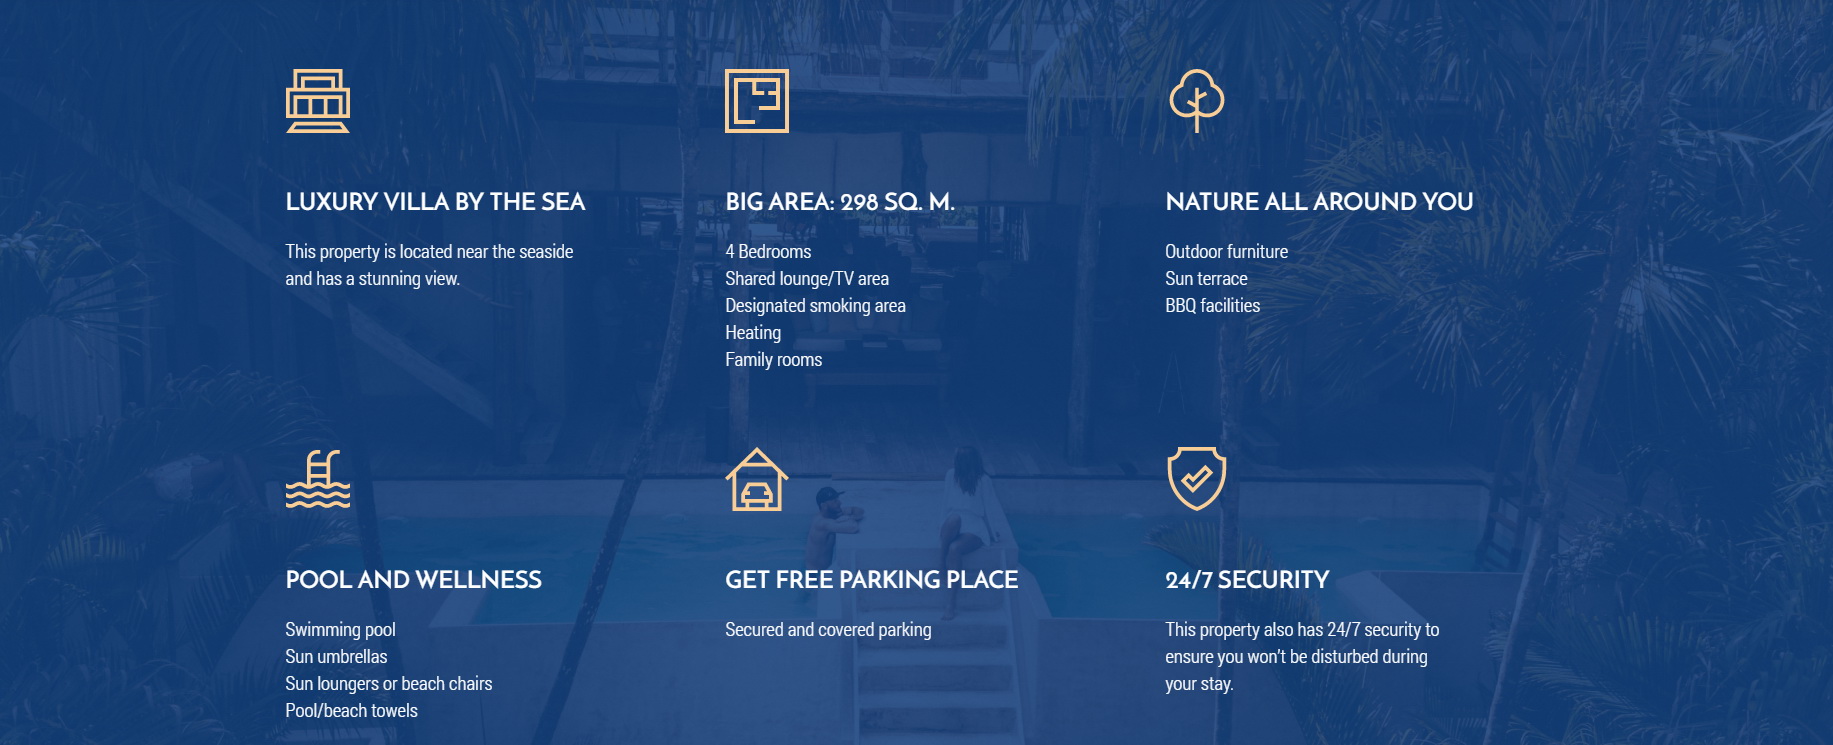 LUXURY VILLA BY THE SEA
This property is located near the seaside
and has a stunning view.
BIG AREA: 298 SQ. M.
4 Bedrooms
Shared lounge/TV area
Designated smoking area
Heating
Family rooms
NATURE ALL AROUND YOU
Outdoor furniture
Sun terrace
BBQ facilities
POOL AND WELLNESS
Swimming pool
Sun umbrellas
Sun loungers or beach chairs
Pool/beach towels
GET FREE PARKING PLACE
Secured and covered parking
24/7 SECURITY
This property also has 24/7 security to
ensure you won't be disturbed during
your stay.